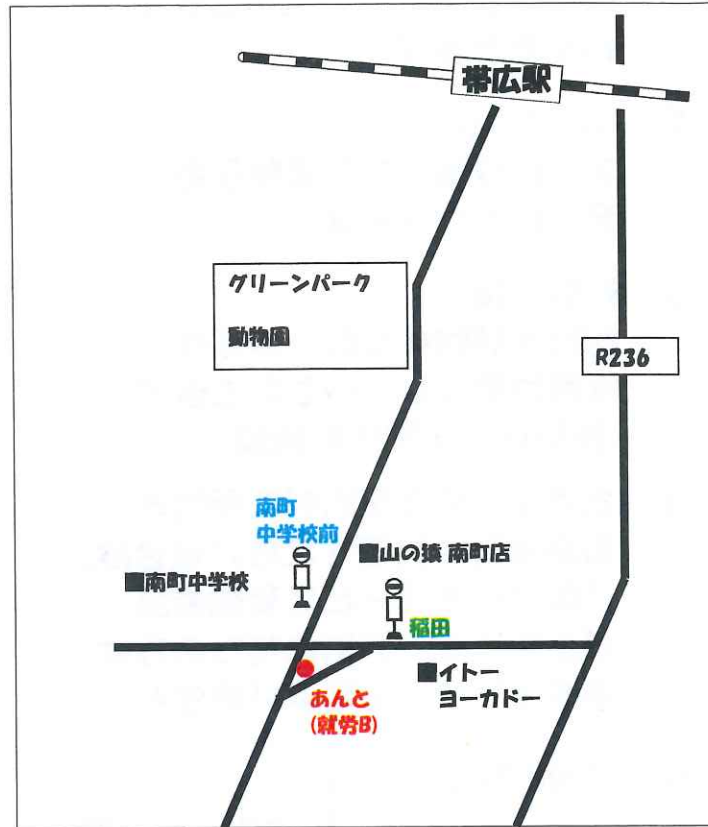 帯広駅
グリーンパーク
動物園
R236
南町
中学校前
■山の猿 南町店
■南町中学校
稲田
■イトー
ヨーカドー
あんと
(就労B)